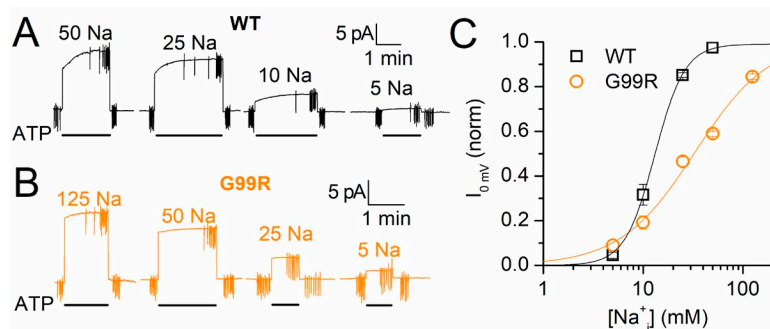 A
WT
50 Na
25 Na
10 Na
5 Na
5 pA
1 min
ATP
B
G99R
125 Na
50 Na
25 Na
5 Na
5 pA
1 min
ATP
C
WT
G99R
I0 mV (norm)
1.0
0.8
0.6
0.4
0.2
0.0
1
10
100
[Na+i] (mM)